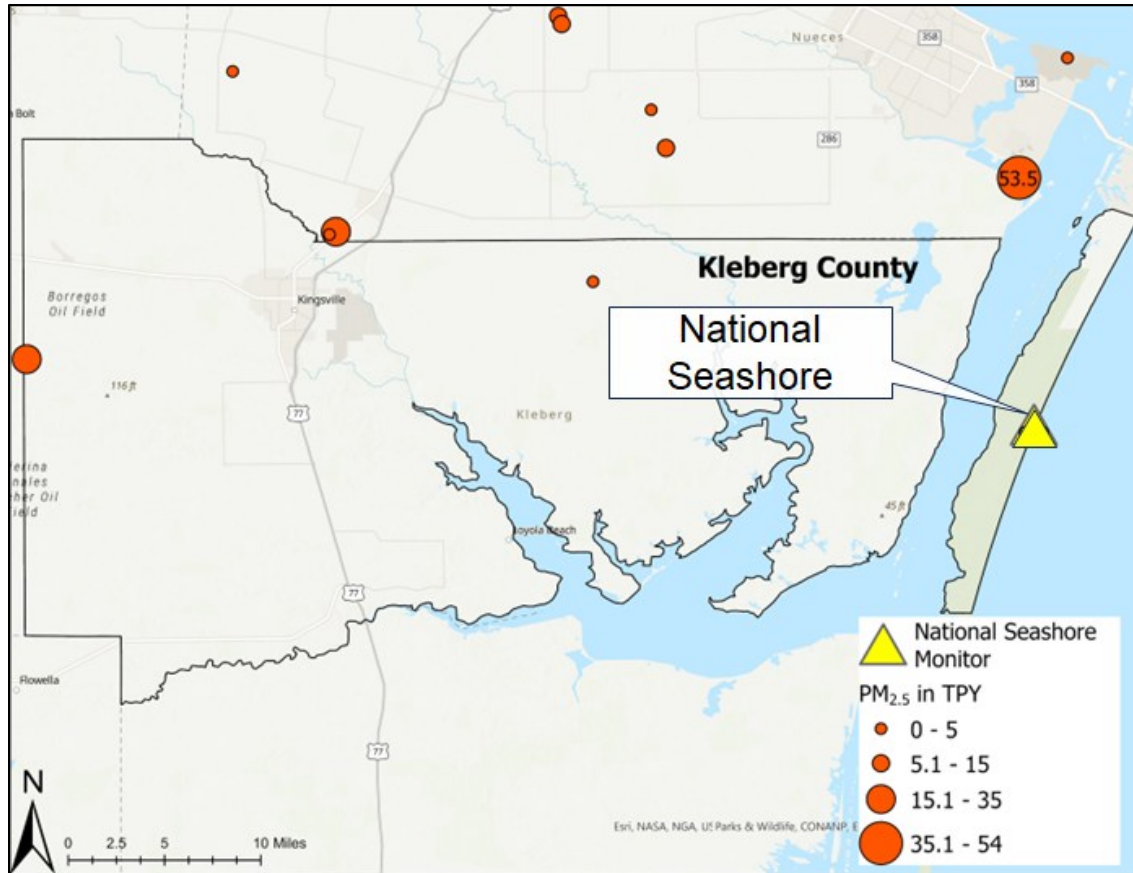 Nueces
358
358
n Bolt
286
53.5
Kleberg County
Borregos
Oil Field
Kingsville
National
Seashore
116 ft
77
Kleberg
45 ft
Loyola Beach
77
National Seashore
Monitor
Flowella
PM2.5 in TPY
0 - 5
77
5.1 - 15
N
15.1 - 35
0 2.5 5 10 Miles
Esri, NASA, NGA, Parks & Wildlife, CONANP, E
35.1 - 54